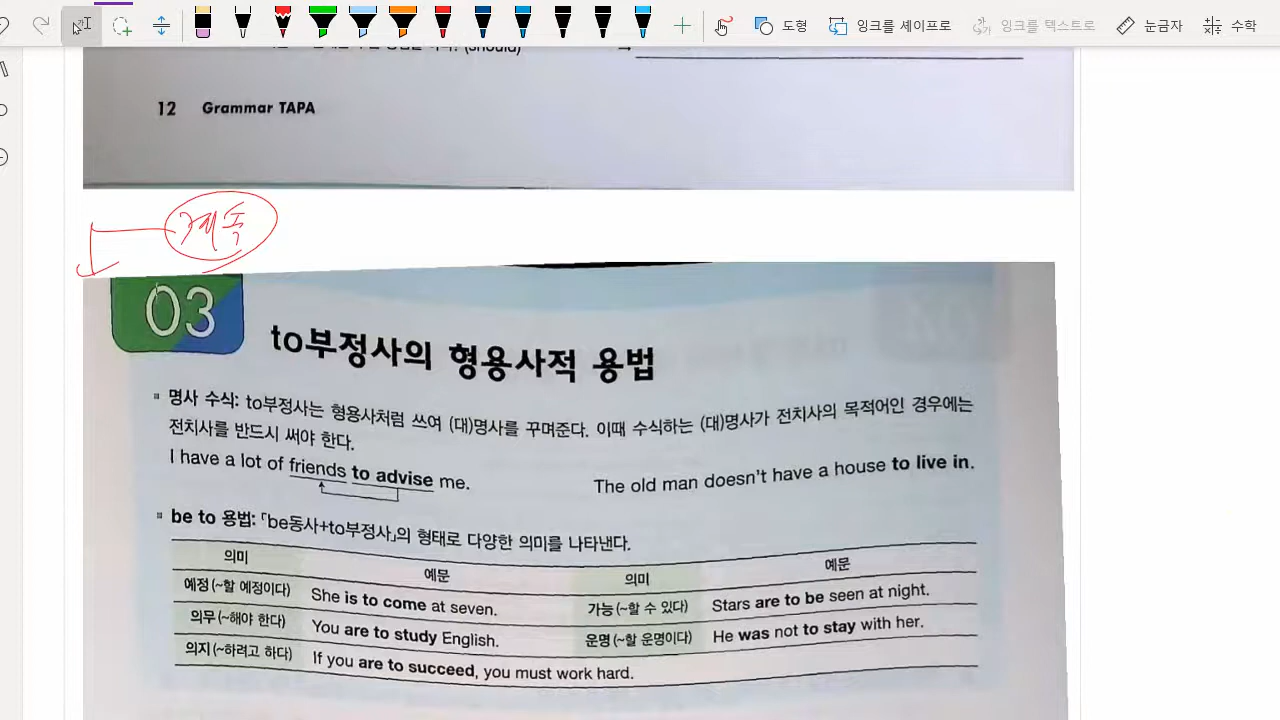 도형 잉크를 셰이프로 잉크를 텍스트로 눈금자 수학
(should)
12 Grammar TAPA
계속
03
to부정사의 형용사적 용법
명사 수식: to부정사는 형용사처럼 쓰여 (대)명사를 꾸며준다. 이때 수식하는 (대)명사가 전치사의 목적어인 경우에는
전치사를 반드시 써야 한다.
I have a lot of friends to advise me. The old man doesn't have a house to live in.
be to 용법: 「be동사+to부정사」의 형태로 다양한 의미를 나타낸다.
의미 예문 의미 예문
예정 (~할 예정이다) She is to come at seven. 가능 (~할 수 있다) Stars are to be seen at night.
의무 (~해야 한다) You are to study English. 운명 (~할 운명이다) He was not to stay with her.
의지 (~하려고 하다) If you are to succeed, you must work hard.